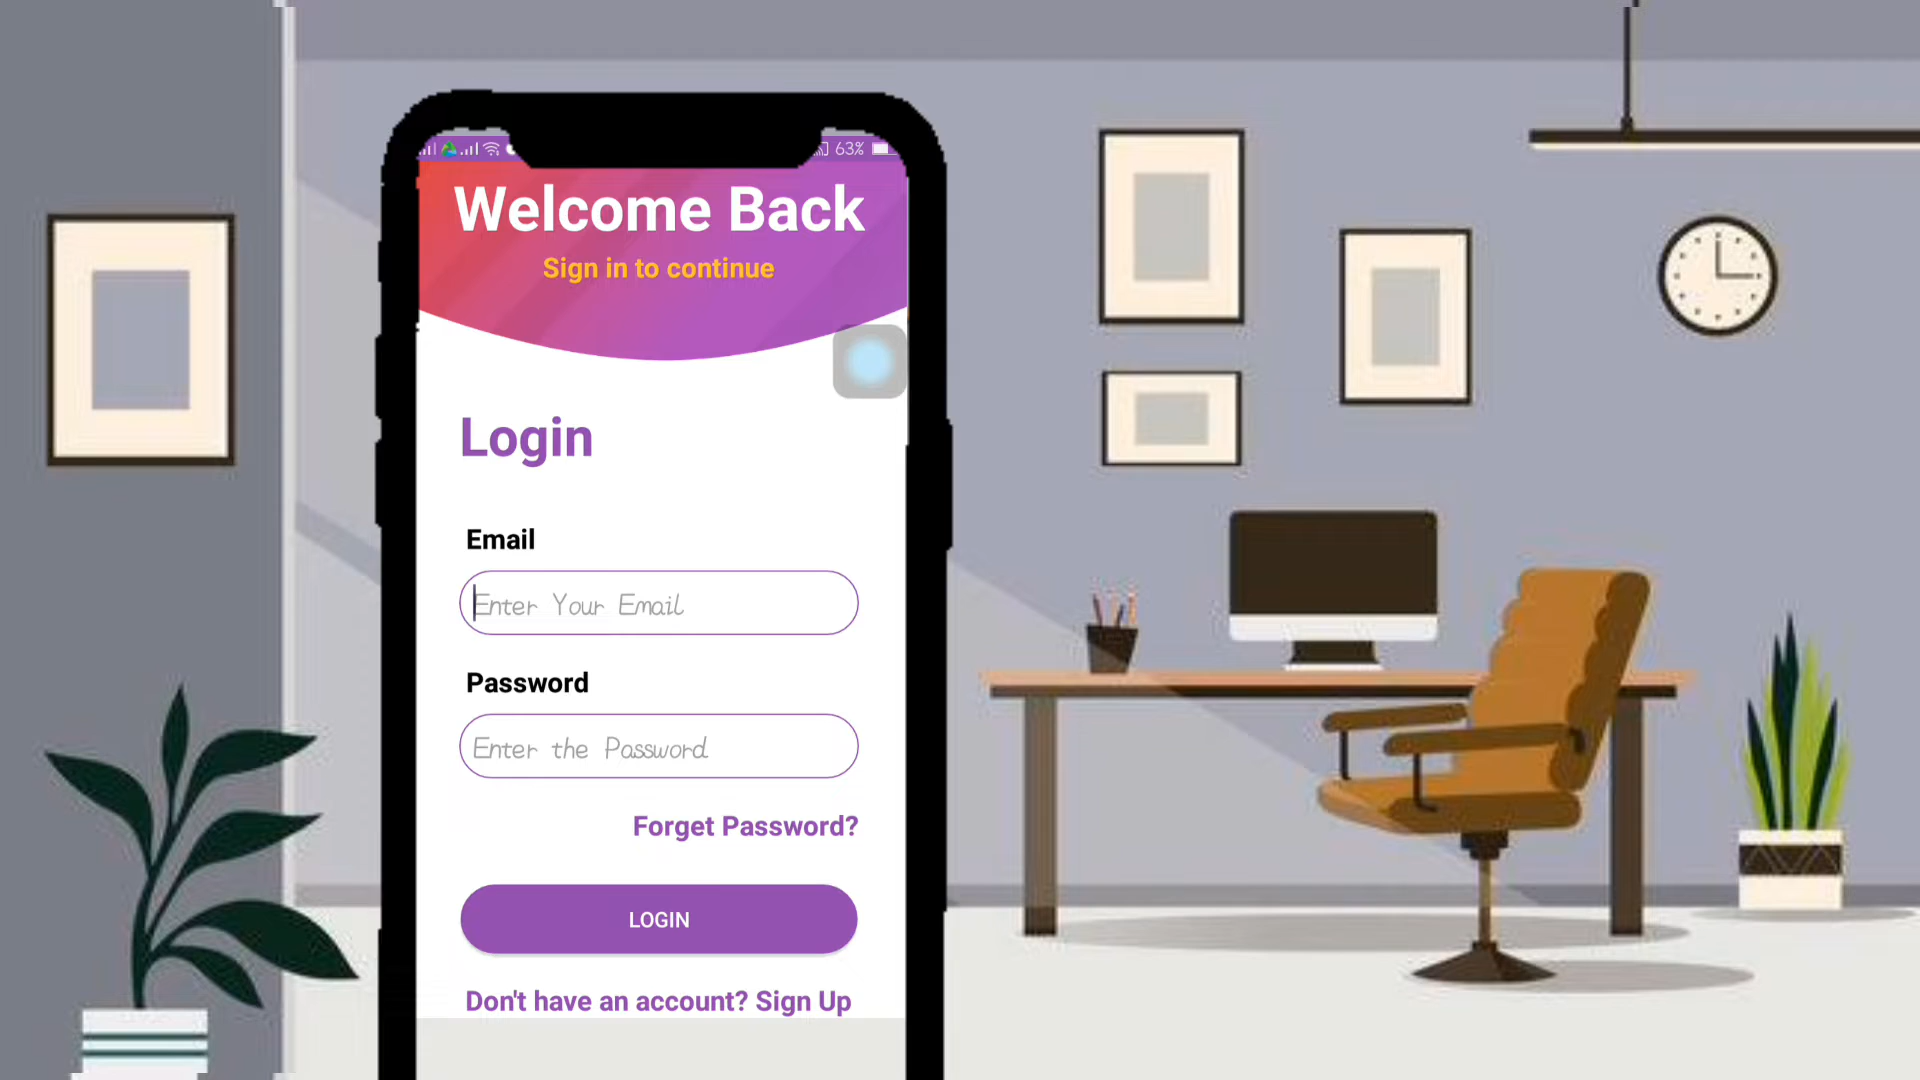 63%
Welcome Back
Sign in to continue
Login
Email
Enter Your Email
Password
Enter the Password
Forget Password?
LOGIN
Don't have an account? Sign Up